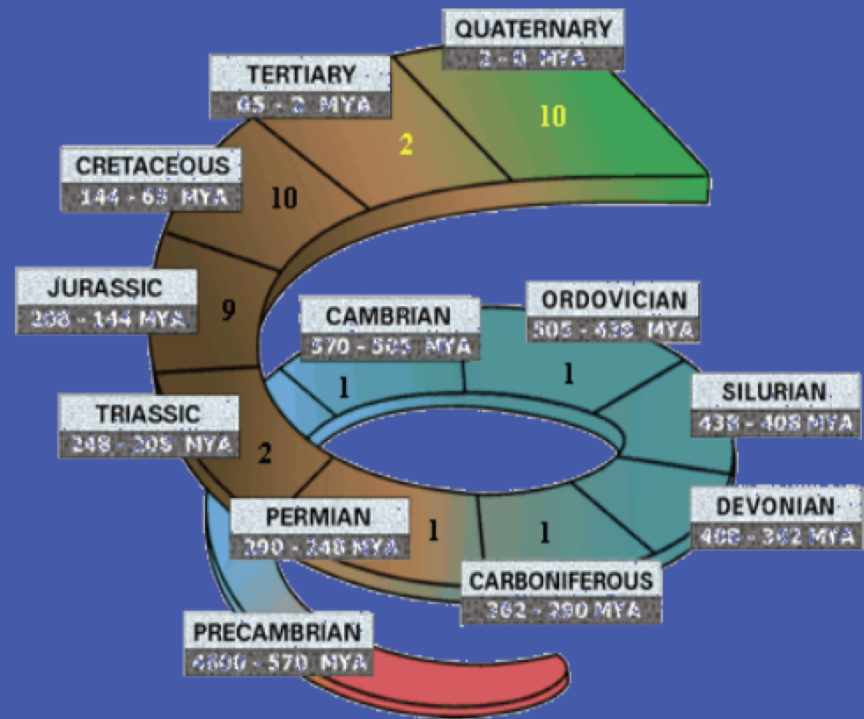 QUATERNARY
2 - 0 MYA
10
TERTIARY
65 - 2 MYA
2
CRETACEOUS
144 - 65 MYA
10
JURASSIC
208 - 144 MYA
9
TRIASSIC
248 - 208 MYA
2
PERMIAN
290 - 248 MYA
1
CARBONIFEROUS
362 - 290 MYA
1
DEVONIAN
408 - 362 MYA
SILURIAN
438 - 408 MYA
ORDOVICIAN
505 - 438 MYA
1
CAMBRIAN
570 - 505 MYA
1
PRECAMBRIAN
4600 - 570 MYA